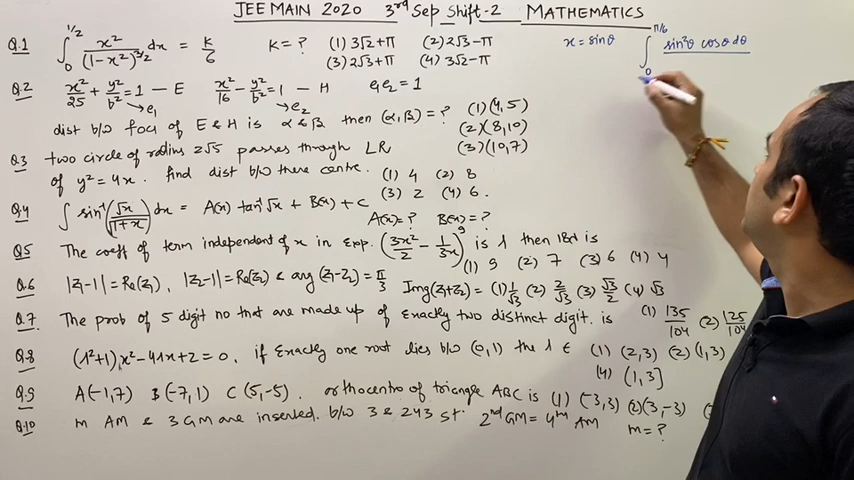 JEE MAIN 2020 3rd Sep Shift-2 MATHEMATICS
Q.1 ∫₀^{1/2} x²/(1-x²)^{3/2} dx = k/6 K = ? (1) 3√2+π (2) 2√3-π
(3) 2√3+π (4) 3√2-π
x = sinθ ∫₀^{π/6} sin²θ cosθ dθ
Q.2 x²/25 + y²/b² = 1 — E x²/16 - y²/b² = 1 — H e₁e₂ = 1
→e₁ →e₂
dist b/w foci of E & H is α & β then (α, β) = ? (1) (4, 5)
(2) (8, 10)
(3) (10, 7)
Q.3 two circle of radius 2√5 passes through LR
of y² = 4x. find dist b/w there centre. (1) 4 (2) 8
(3) 2 (4) 6.
Q.4 ∫ sin⁻¹(√x/√(1+x)) dx = A(x) tan⁻¹√x + B(x) + C
A(x) = ? B(x) = ?
Q5 The coeff of term independent of x in exp. (3x²/2 - 1/3x)⁹ is λ then 18λ is
(1) 9 (2) 7 (3) 6 (4) 4
Q.6 |z₁-1| = Re(z₁), |z₂-1| = Re(z₂) & arg (z₁-z₂) = π/3 Img(z₁+z₂) = (1) 1/√3 (2) 2/√3 (3) √3/2 (4) √3
Q.7 The prob of 5 digit no that are made up of exactly two distinct digit. is (1) 135/104 (2) 125/104
Q.8 (λ²+1)x² - 4λx + 2 = 0, if exactly one root lies b/w (0,1) the λ ∈ (1) (2,3) (2) (1,3)
(4) (1,3]
Q.9 A(-1,7) B(-7,1) C(5,-5). orthocentro of triangle ABC is (1) (-3,3) (2) (3,-3)
Q.10 m AM & 3 GM are inserted. b/w 3 & 243 st. 2nd GM = 4th AM m = ?